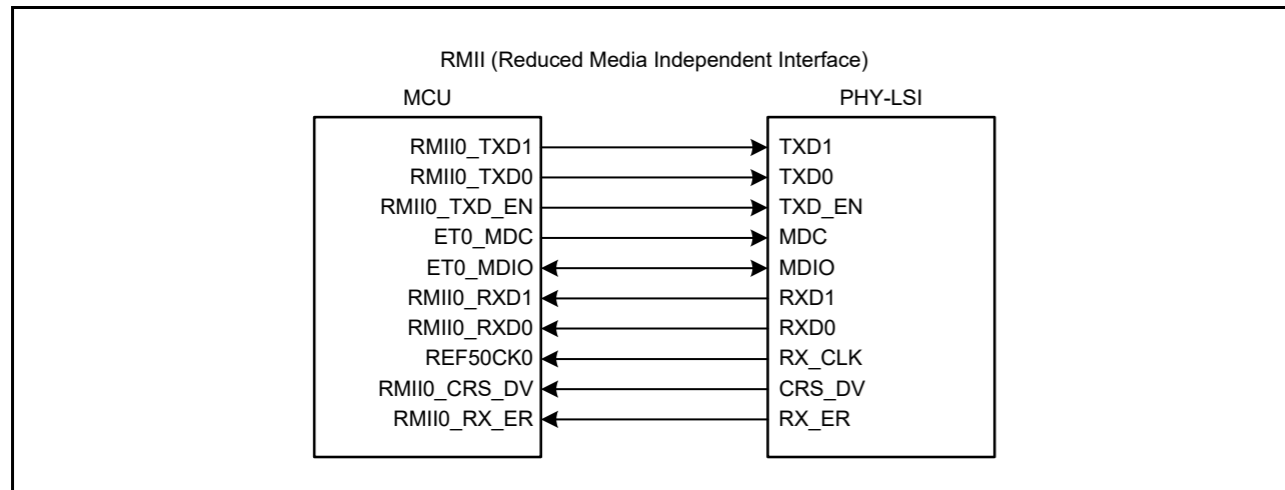 RMII (Reduced Media Independent Interface)
MCU PHY-LSI
RMII0_TXD1 TXD1
RMII0_TXD0 TXD0
RMII0_TXD_EN TXD_EN
ET0_MDC MDC
ET0_MDIO MDIO
RMII0_RXD1 RXD1
RMII0_RXD0 RXD0
REF50CK0 RX_CLK
RMII0_CRS_DV CRS_DV
RMII0_RX_ER RX_ER